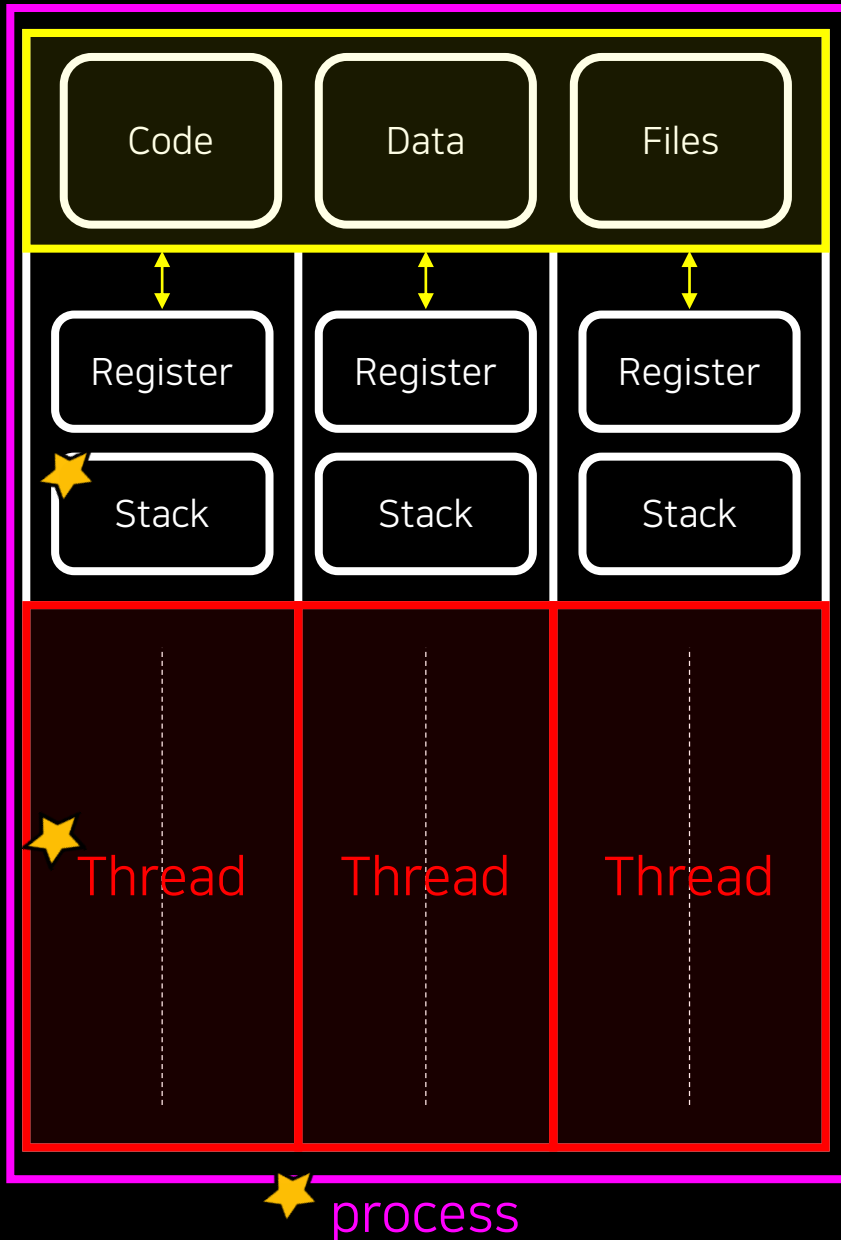 Code Data Files
Register Register Register
Stack Stack Stack
Thread Thread Thread
process